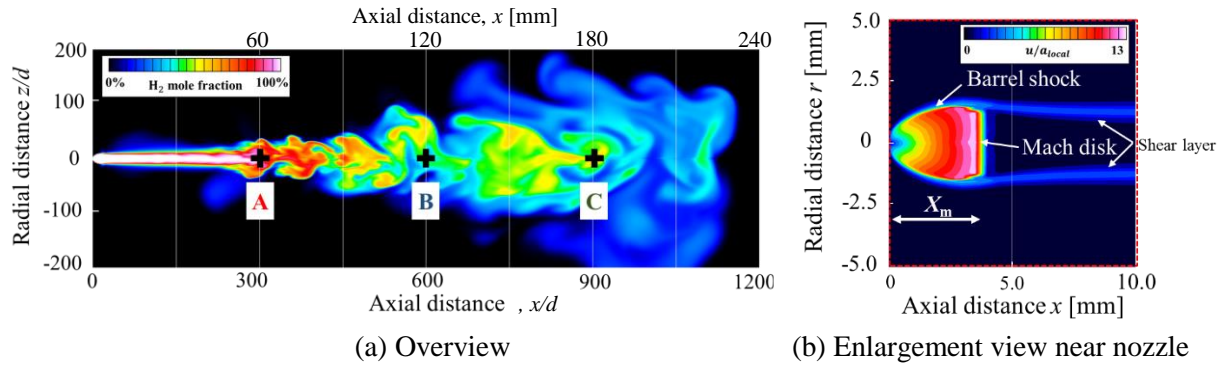 Axial distance, x [mm]
0 60 120 180 240
200
100
0
-100
-200
Radial distance z/d
0% 100%
H₂ mole fraction
A B C
0 300 600 900 1200
Axial distance , x/d
(a) Overview
5.0
2.5
0
-2.5
-5.0
Radial distance r [mm]
0 13
u/a_local
Barrel shock
Mach disk
Shear layer
X_m
0 5.0 10.0
Axial distance x [mm]
(b) Enlargement view near nozzle